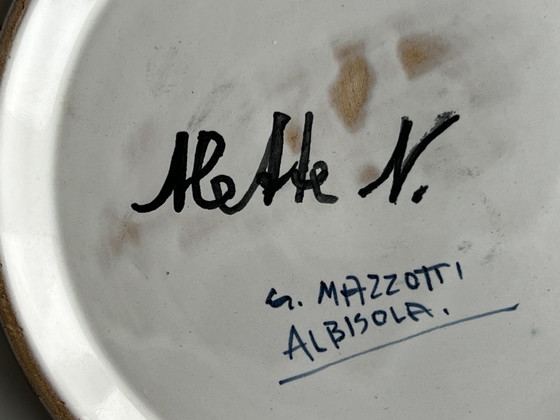 Mette N.
G. MAZZOTTI
ALBISOLA.